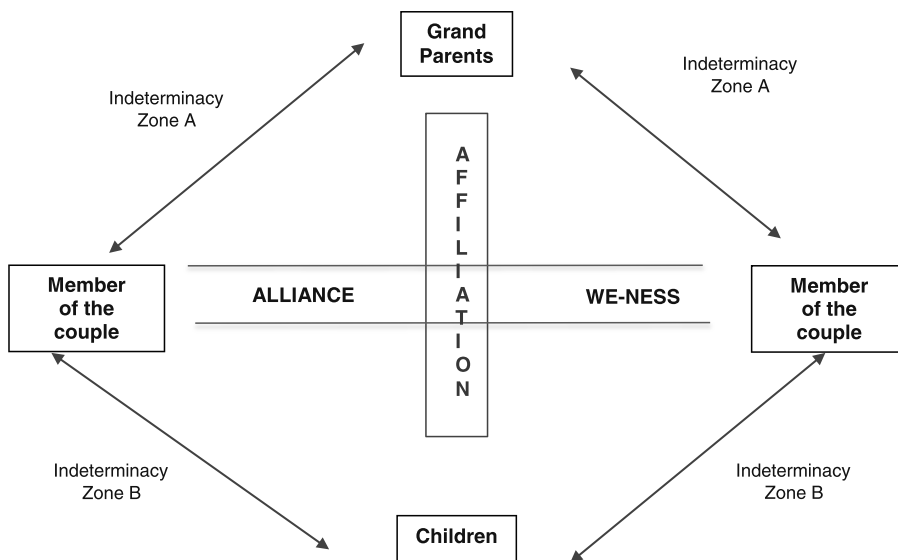 Grand
Parents
Indeterminacy
Zone A
Indeterminacy
Zone A
A
F
F
I
L
I
A
T
I
O
N
Member
of the
couple
ALLIANCE
WE-NESS
Member
of the
couple
Indeterminacy
Zone B
Indeterminacy
Zone B
Children